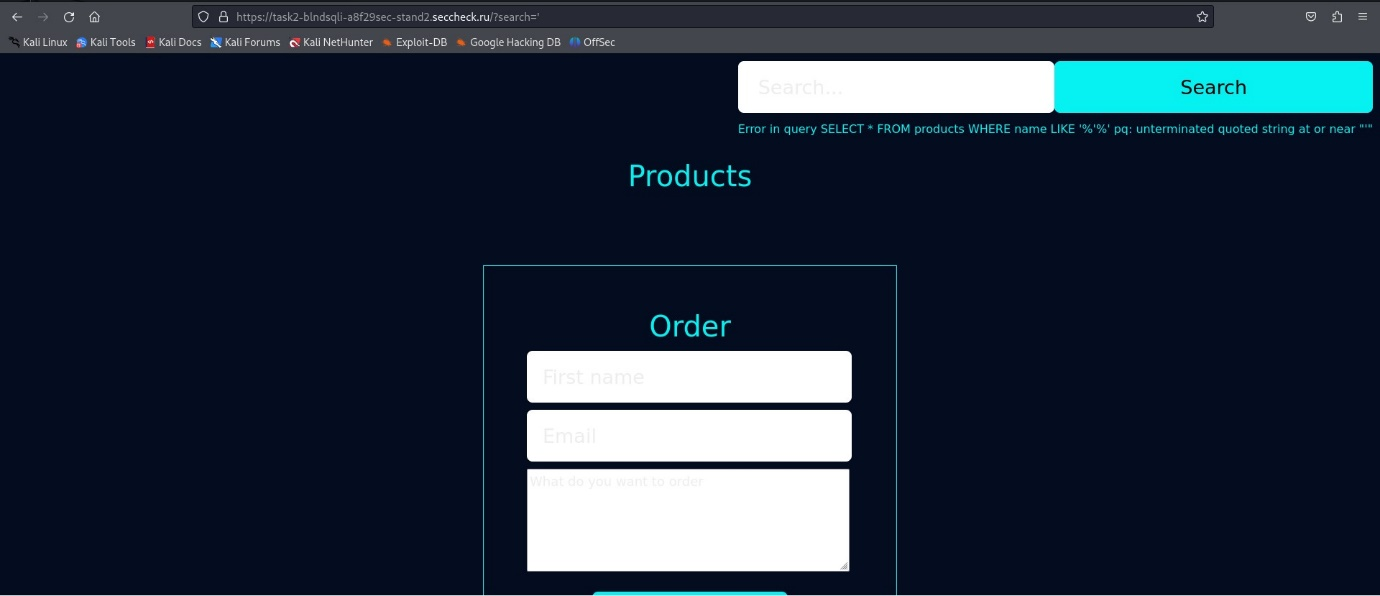 https://task2-blndsqli-a8f29sec-stand2.seccheck.ru/?search='
Kali Linux Kali Tools Kali Docs Kali Forums Kali NetHunter Exploit-DB Google Hacking DB OffSec
Search... Search
Error in query SELECT * FROM products WHERE name LIKE '%'%' pq: unterminated quoted string at or near "'"
Products
Order
First name
Email
What do you want to order